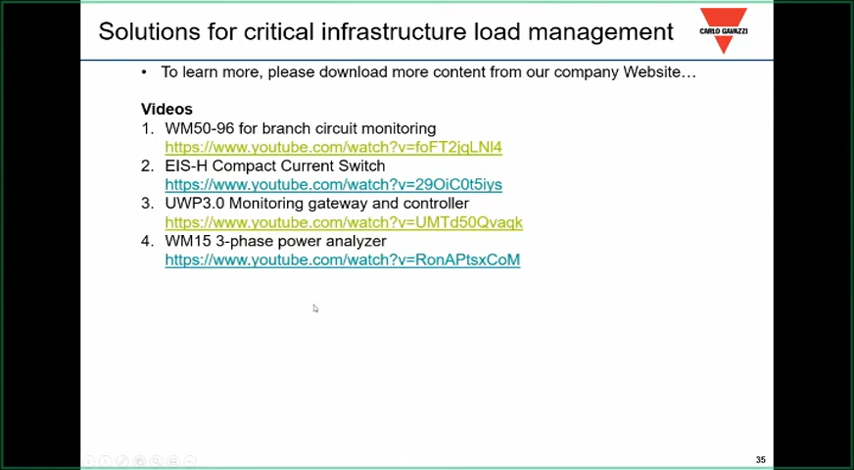 Solutions for critical infrastructure load management
CARLO GAVAZZI
• To learn more, please download more content from our company Website…
Videos
1. WM50-96 for branch circuit monitoring
https://www.youtube.com/watch?v=foFT2jqLNl4
2. EIS-H Compact Current Switch
https://www.youtube.com/watch?v=29OiC0t5iys
3. UWP3.0 Monitoring gateway and controller
https://www.youtube.com/watch?v=UMTd50Qvaqk
4. WM15 3-phase power analyzer
https://www.youtube.com/watch?v=RonAPtsxCoM
35